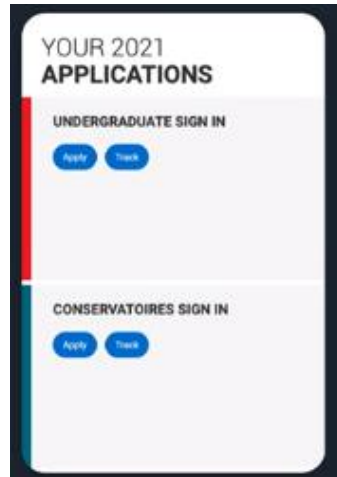 YOUR 2021
APPLICATIONS
UNDERGRADUATE SIGN IN
Apply Track
CONSERVATOIRES SIGN IN
Apply Track